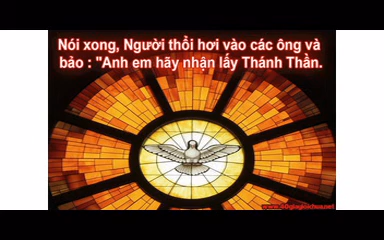 Nói xong, Người thổi hơi vào các ông và
bảo : "Anh em hãy nhận lấy Thánh Thần.